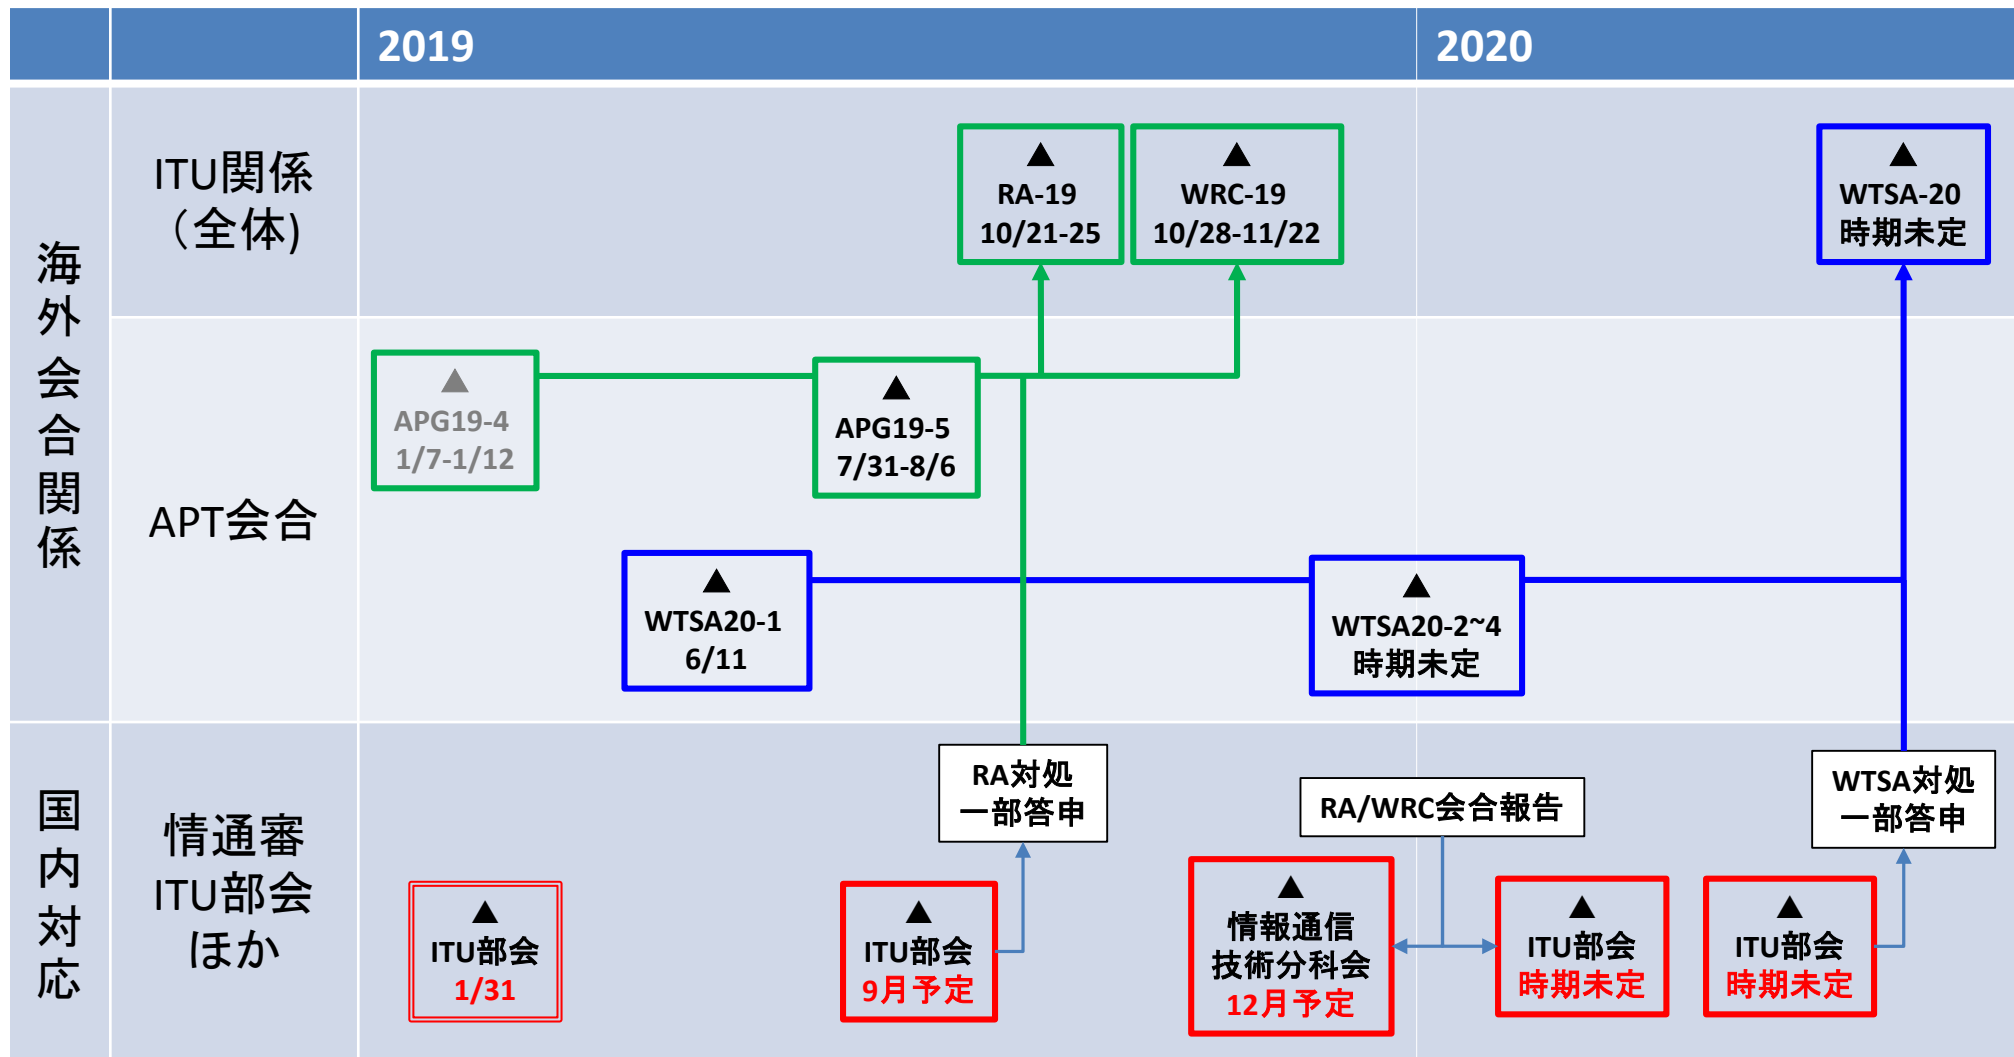 2019
2020
海外会合関係
ITU関係
（全体)
▲
RA-19
10/21-25
▲
WRC-19
10/28-11/22
▲
WTSA-20
時期未定
APT会合
▲
APG19-4
1/7-1/12
▲
APG19-5
7/31-8/6
▲
WTSA20-1
6/11
▲
WTSA20-2~4
時期未定
国内対応
情通審
ITU部会
ほか
RA対処
一部答申
RA/WRC会合報告
WTSA対処
一部答申
▲
ITU部会
1/31
▲
ITU部会
9月予定
▲
情報通信
技術分科会
12月予定
▲
ITU部会
時期未定
▲
ITU部会
時期未定